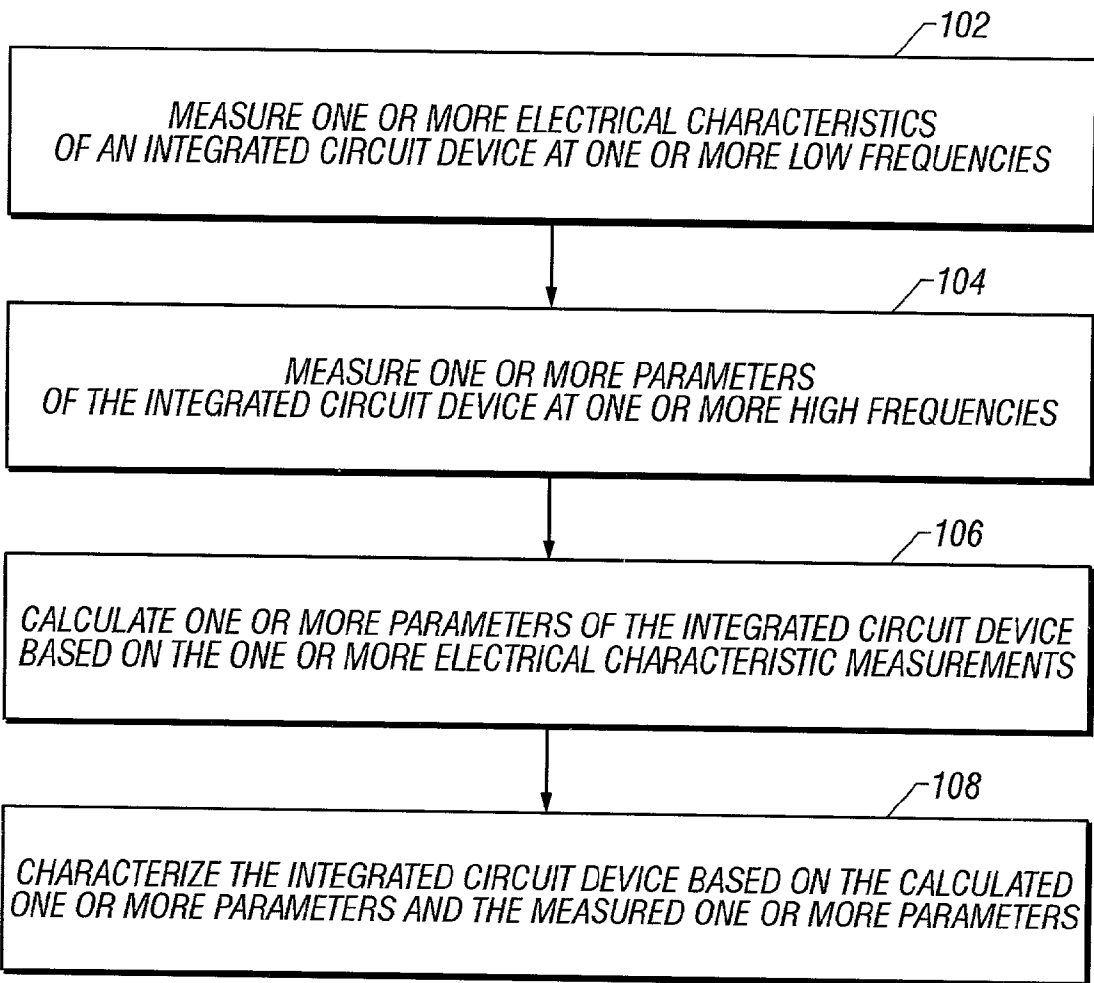 102
MEASURE ONE OR MORE ELECTRICAL CHARACTERISTICS
OF AN INTEGRATED CIRCUIT DEVICE AT ONE OR MORE LOW FREQUENCIES
104
MEASURE ONE OR MORE PARAMETERS
OF THE INTEGRATED CIRCUIT DEVICE AT ONE OR MORE HIGH FREQUENCIES
106
CALCULATE ONE OR MORE PARAMETERS OF THE INTEGRATED CIRCUIT DEVICE
BASED ON THE ONE OR MORE ELECTRICAL CHARACTERISTIC MEASUREMENTS
108
CHARACTERIZE THE INTEGRATED CIRCUIT DEVICE BASED ON THE CALCULATED
ONE OR MORE PARAMETERS AND THE MEASURED ONE OR MORE PARAMETERS